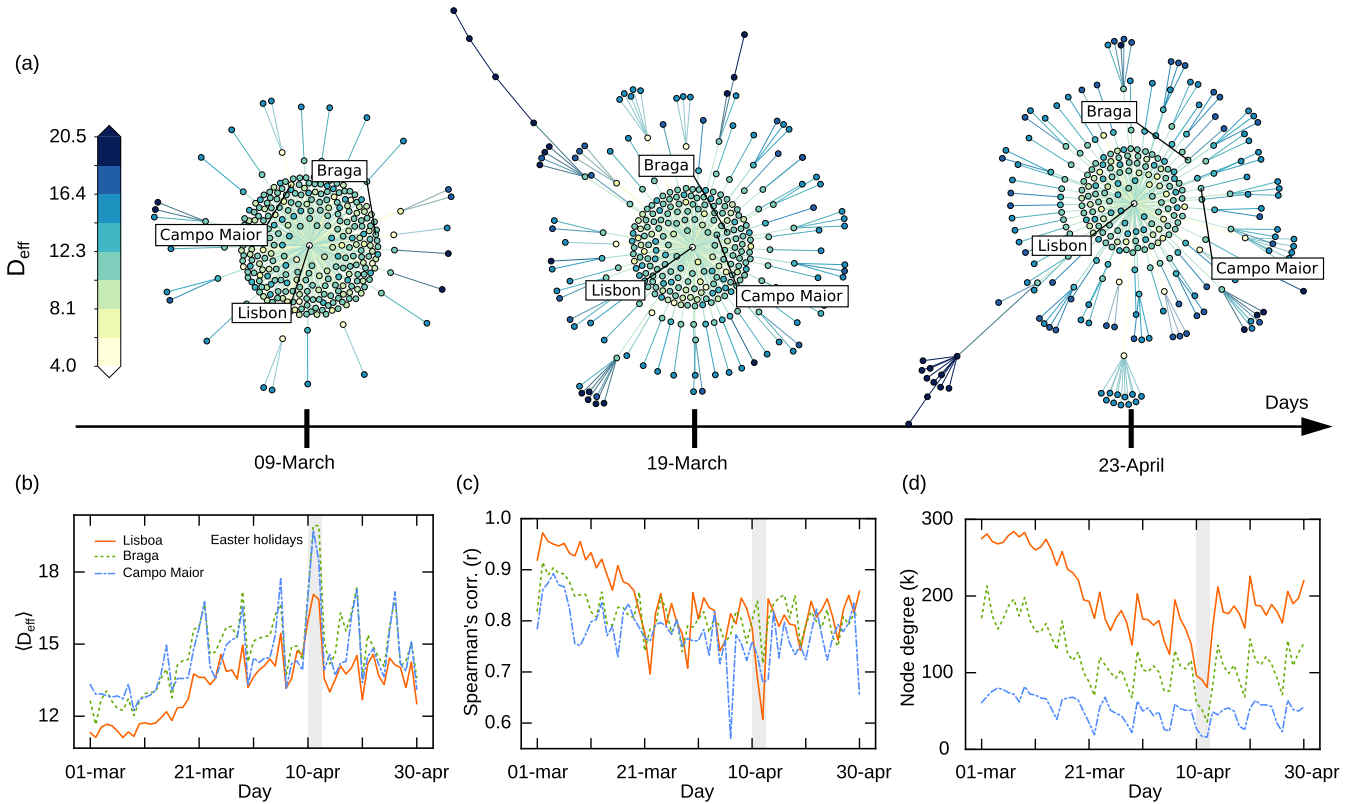 (a)
D_eff
20.5
16.4
12.3
8.1
4.0
Braga
Campo Maior
Lisbon
Braga
Lisbon
Campo Maior
Braga
Lisbon
Campo Maior
Days
09-March
19-March
23-April
(b)
⟨D_eff⟩
18
15
12
Lisboa
Braga
Campo Maior
Easter holidays
01-mar
21-mar
10-apr
30-apr
Day
(c)
Spearman's corr. (r)
1.0
0.9
0.8
0.7
0.6
01-mar
21-mar
10-apr
30-apr
Day
(d)
Node degree (k)
300
200
100
0
01-mar
21-mar
10-apr
30-apr
Day